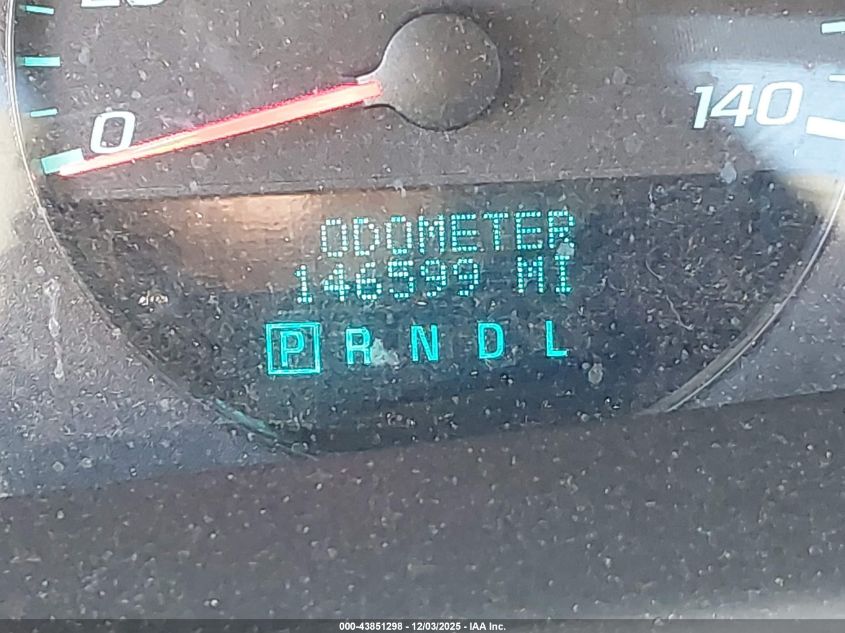 0
140
ODOMETER
146599 MI
P R N D L
000-43851298 - 12/03/2025 - IAA Inc.